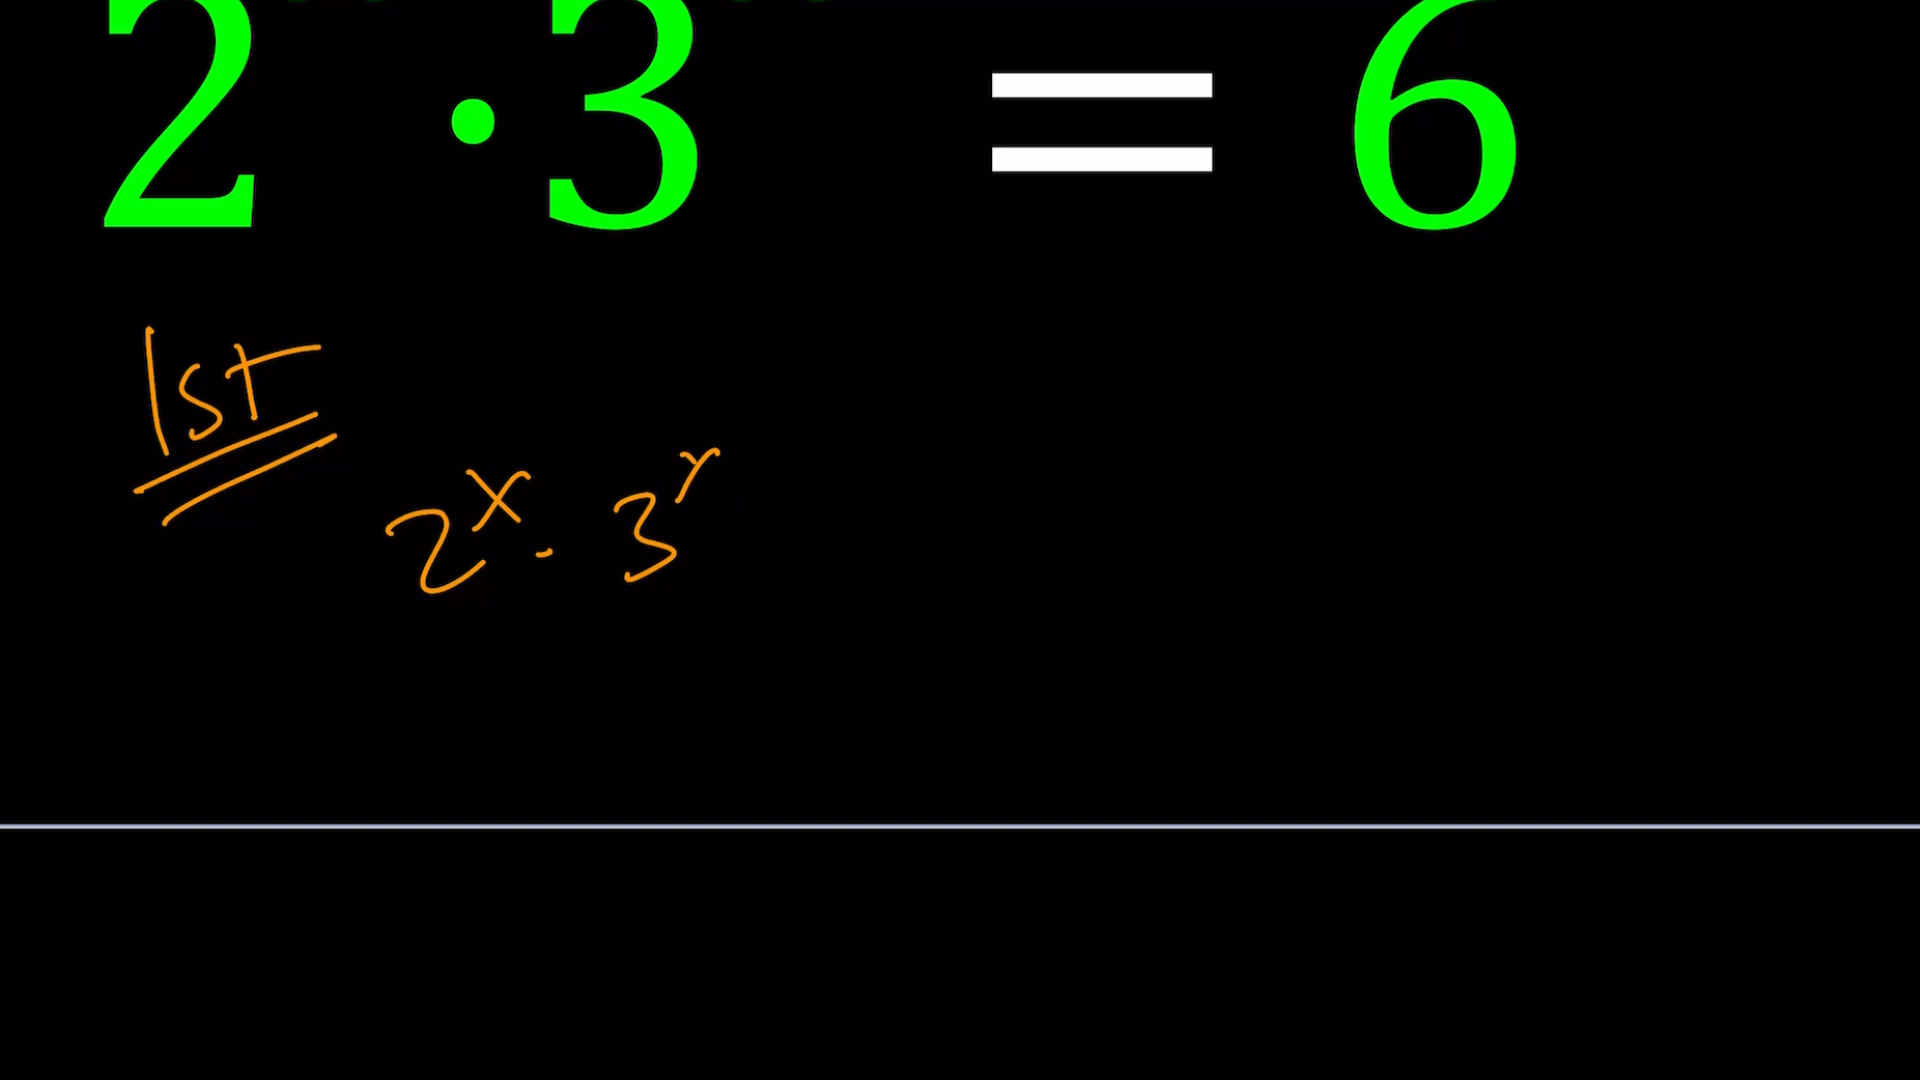 2 · 3 = 6
1st
2^x · 3^